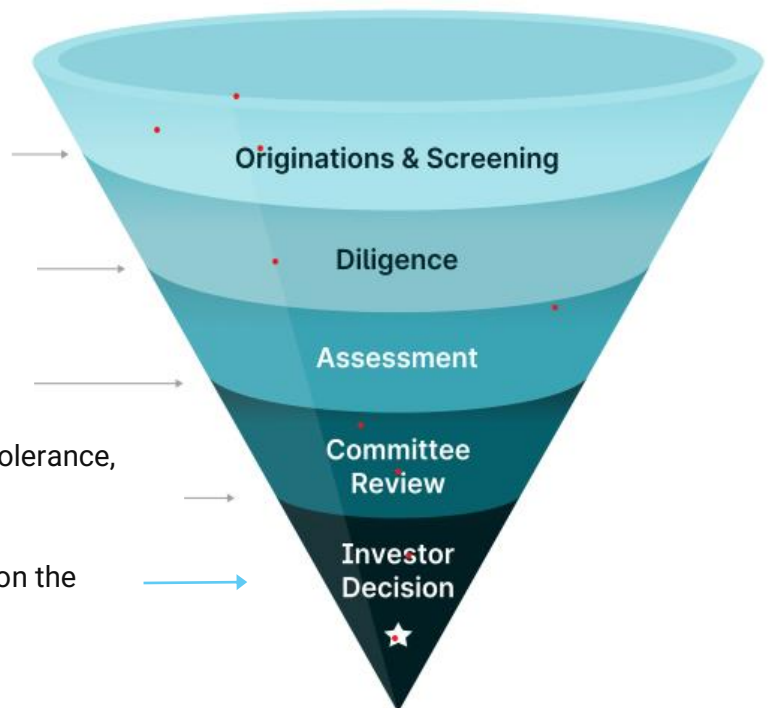 Originations & Screening
Diligence
Assessment
olerance,
Committee
Review
Investor
on the
Decision